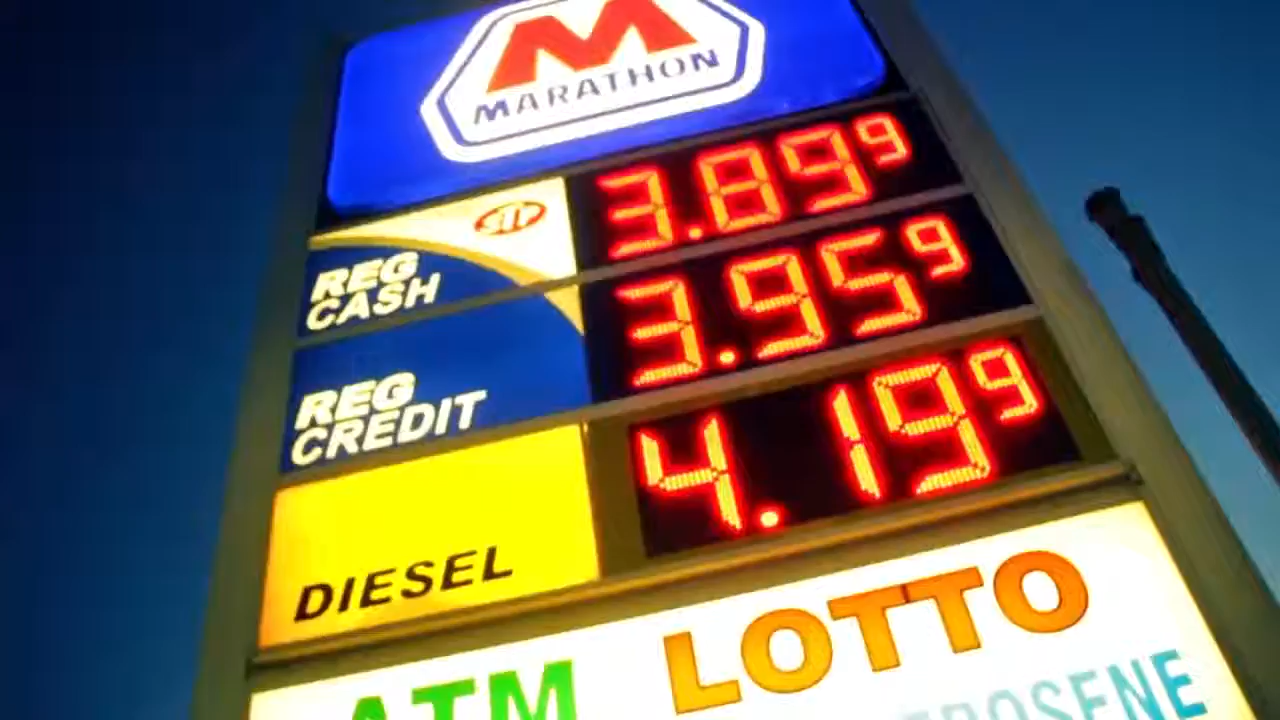 M
MARATHON
REG
CASH
3.899
REG
CREDIT
3.959
DIESEL
4.199
ATM
LOTTO